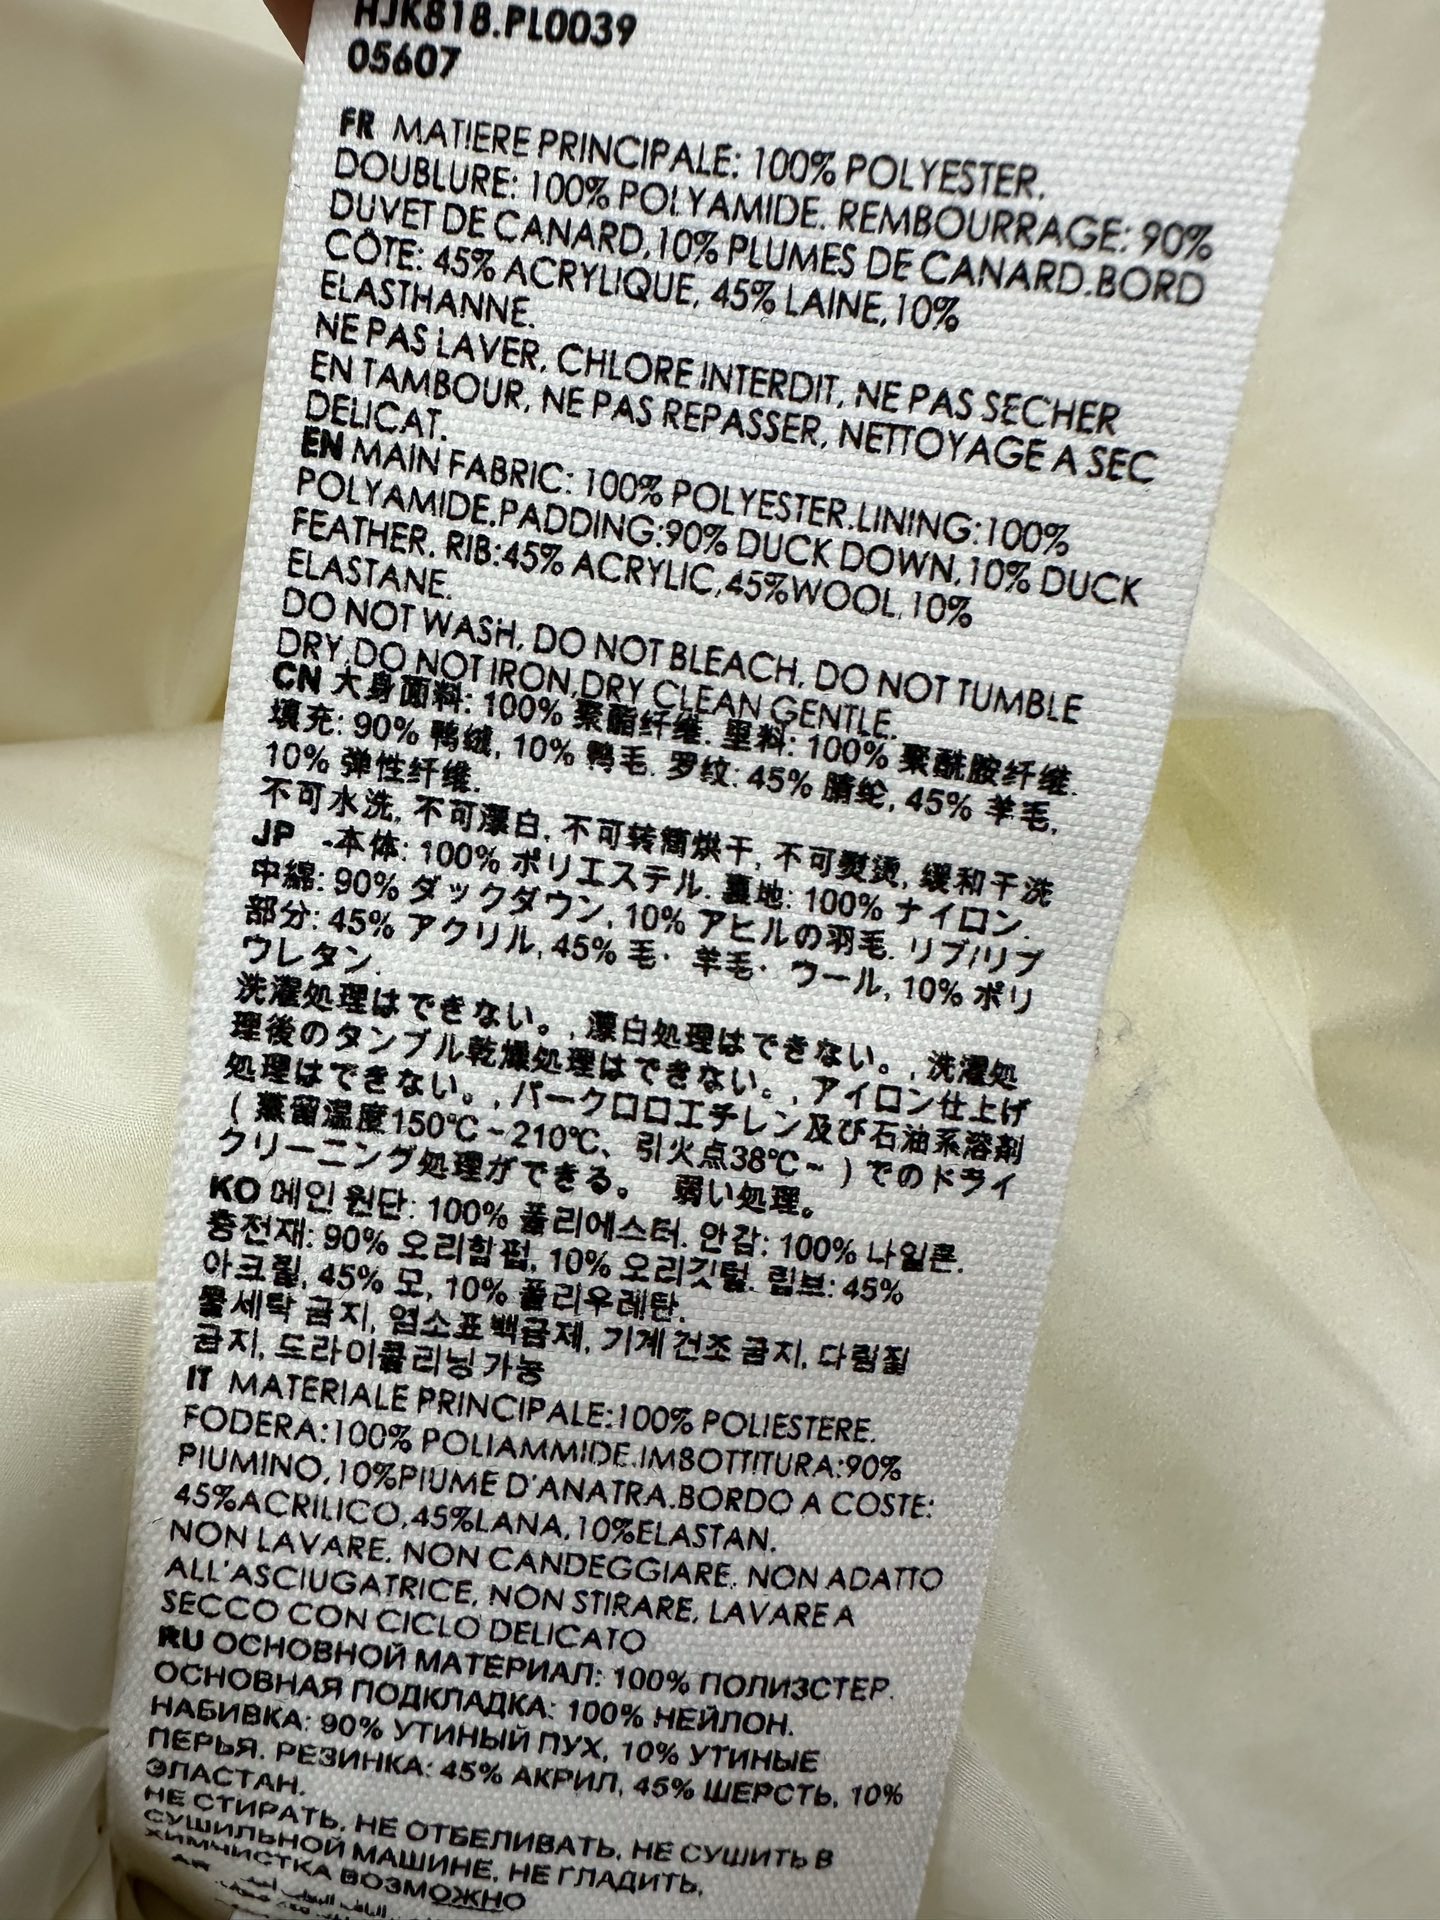 HJK818.PL0039
05607
FR MATIERE PRINCIPALE: 100% POLYESTER.
DOUBLURE: 100% POLYAMIDE. REMBOURRAGE: 90%
DUVET DE CANARD, 10% PLUMES DE CANARD.BORD
CÔTE: 45% ACRYLIQUE, 45% LAINE, 10%
ELASTHANNE.
NE PAS LAVER, CHLORE INTERDIT, NE PAS SECHER
EN TAMBOUR, NE PAS REPASSER, NETTOYAGE A SEC
DELICAT.
EN MAIN FABRIC: 100% POLYESTER.LINING:100%
POLYAMIDE.PADDING:90% DUCK DOWN, 10% DUCK
FEATHER. RIB:45% ACRYLIC,45%WOOL, 10%
ELASTANE.
DO NOT WASH, DO NOT BLEACH, DO NOT TUMBLE
DRY,DO NOT IRON,DRY CLEAN GENTLE.
CN 大身面料: 100% 聚酯纤维. 里料: 100% 聚酰胺纤维.
填充: 90% 鸭绒, 10% 鸭毛. 罗纹: 45% 腈纶, 45% 羊毛,
10% 弹性纤维.
不可水洗, 不可漂白, 不可转筒烘干, 不可熨烫, 缓和干洗
JP -本体: 100% ポリエステル. 裏地: 100% ナイロン.
中綿: 90% ダックダウン, 10% アヒルの羽毛. リブ/リブ
部分: 45% アクリル, 45% 毛・羊毛・ウール, 10% ポリ
ウレタン.
洗濯処理はできない。, 漂白処理はできない。, 洗濯処
理後のタンブル乾燥処理はできない。, アイロン仕上げ
処理はできない。, パークロロエチレン及び石油系溶剤
( 蒸留温度150℃~210℃、 引火点38℃~ ) でのドライ
クリーニング処理ができる。 弱い処理。
KO 메인 원단: 100% 폴리에스터. 안감: 100% 나일론.
충전재: 90% 오리함펌, 10% 오리깃털. 립브: 45%
아크릴, 45% 모, 10% 폴리우레탄.
물세탁 금지, 염소표백금제, 기계 건조 금지, 다림질
금지, 드라이클리닝 가능
IT MATERIALE PRINCIPALE:100% POLIESTERE.
FODERA:100% POLIAMMIDE.IMBOTTITURA:90%
PIUMINO,10%PIUME D'ANATRA.BORDO A COSTE:
45%ACRILICO,45%LANA, 10%ELASTAN.
NON LAVARE, NON CANDEGGIARE, NON ADATTO
ALL'ASCIUGATRICE, NON STIRARE, LAVARE A
SECCO CON CICLO DELICATO
RU ОСНОВНОЙ МАТЕРИАЛ: 100% ПОЛИЗСТЕР.
ОСНОВНАЯ ПОДКЛАДКА: 100% НЕЙЛОН.
НАБИВКА: 90% УТИНЫЙ ПУХ, 10% УТИНЫЕ
ПЕРЬЯ. РЕЗИНКА: 45% АКРИЛ, 45% ШЕРСТЬ, 10%
ЭЛАСТАН.
НЕ СТИРАТЬ, НЕ ОТБЕЛИВАТЬ, НЕ СУШИТЬ В
СУШИЛЬНОЙ МАШИНЕ, НЕ ГЛАДИТЬ,
ХИМЧИСТКА ВОЗМОЖНО